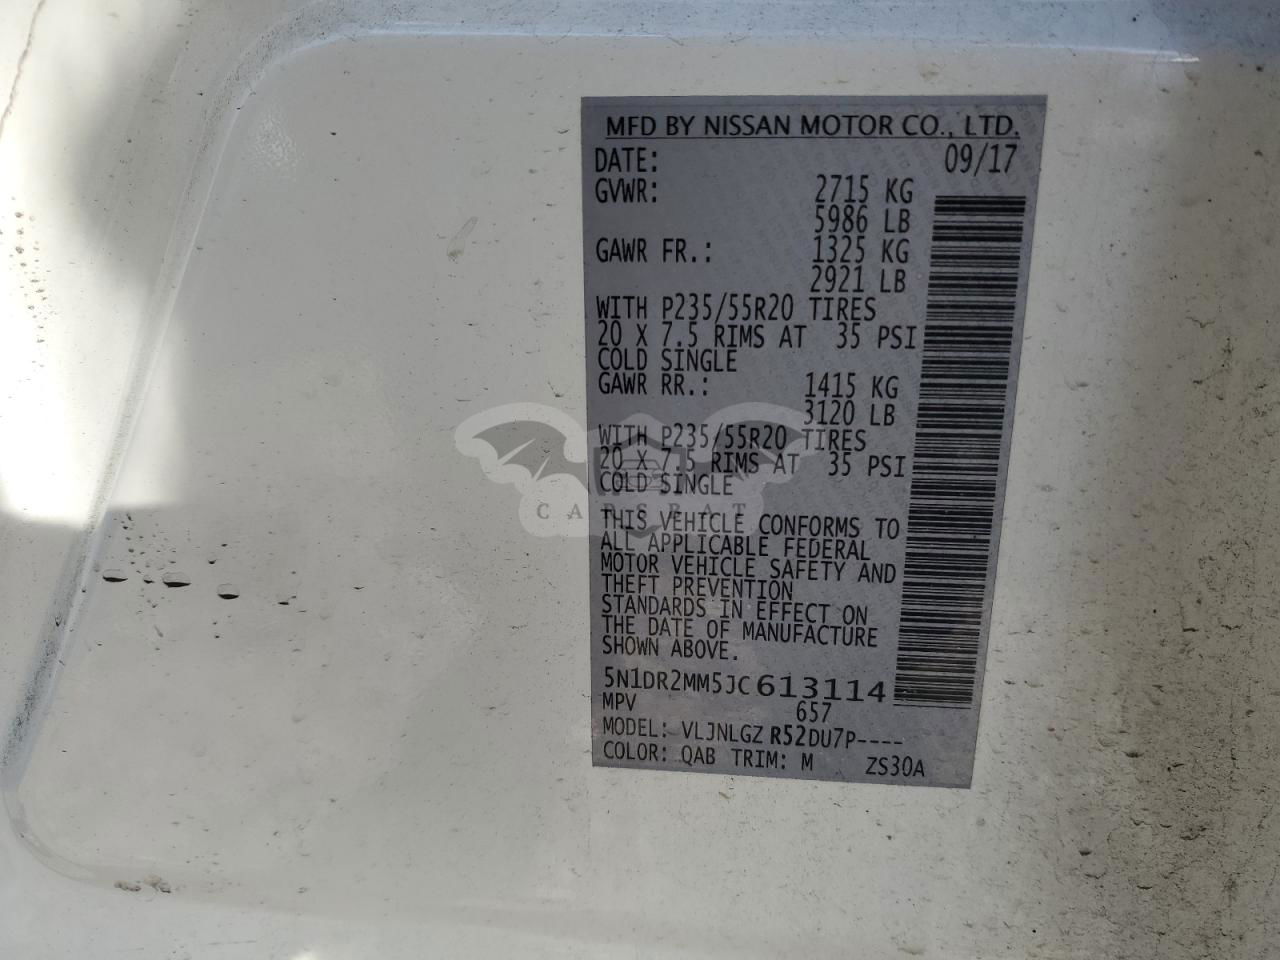 MFD BY NISSAN MOTOR CO., LTD.
DATE: 09/17
GVWR: 2715 KG
5986 LB
GAWR FR.: 1325 KG
2921 LB
WITH P235/55R20 TIRES
20 X 7.5 RIMS AT 35 PSI
COLD SINGLE
GAWR RR.: 1415 KG
3120 LB
WITH P235/55R20 TIRES
20 X 7.5 RIMS AT 35 PSI
COLD SINGLE
CARSBAT
THIS VEHICLE CONFORMS TO
ALL APPLICABLE FEDERAL
MOTOR VEHICLE SAFETY AND
THEFT PREVENTION
STANDARDS IN EFFECT ON
THE DATE OF MANUFACTURE
SHOWN ABOVE.
5N1DR2MM5JC613114
MPV 657
MODEL: VLJNLGZ R52DU7P----
COLOR: QAB TRIM: M ZS30A